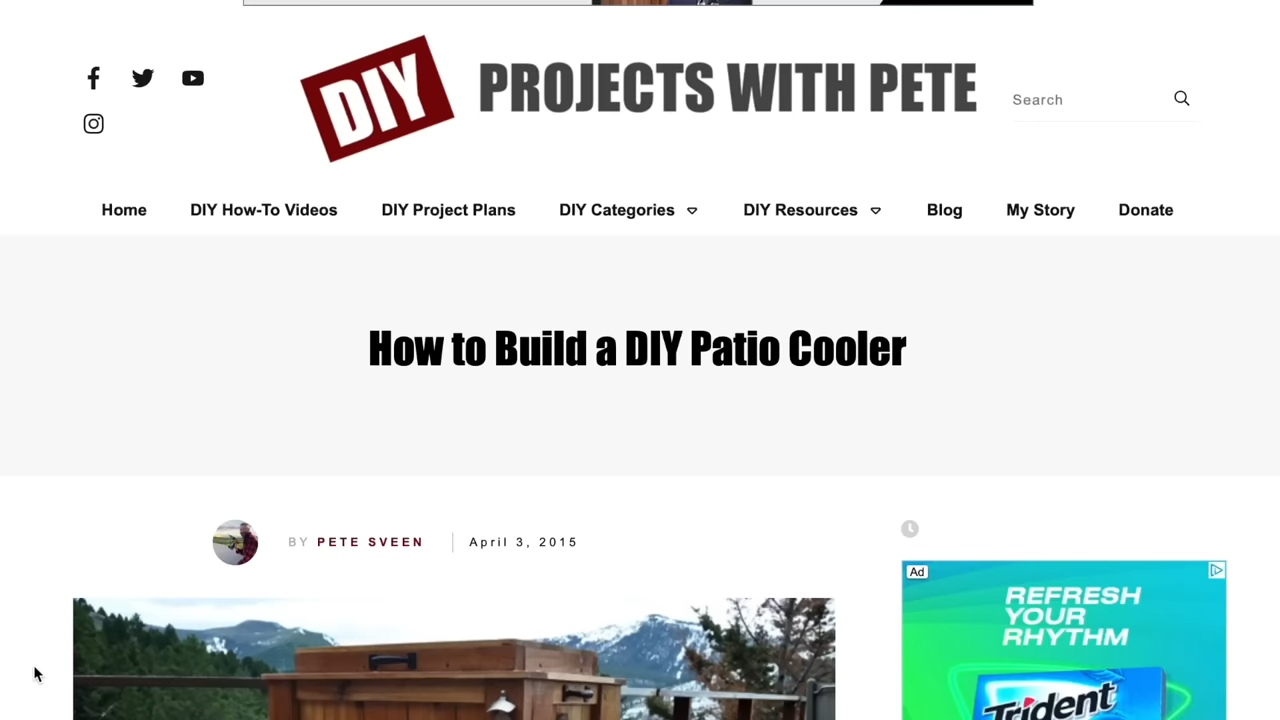 DIY PROJECTS WITH PETE
Search
Home DIY How-To Videos DIY Project Plans DIY Categories DIY Resources Blog My Story Donate
How to Build a DIY Patio Cooler
BY PETE SVEEN April 3, 2015
Ad
REFRESH
YOUR
RHYTHM
Trident